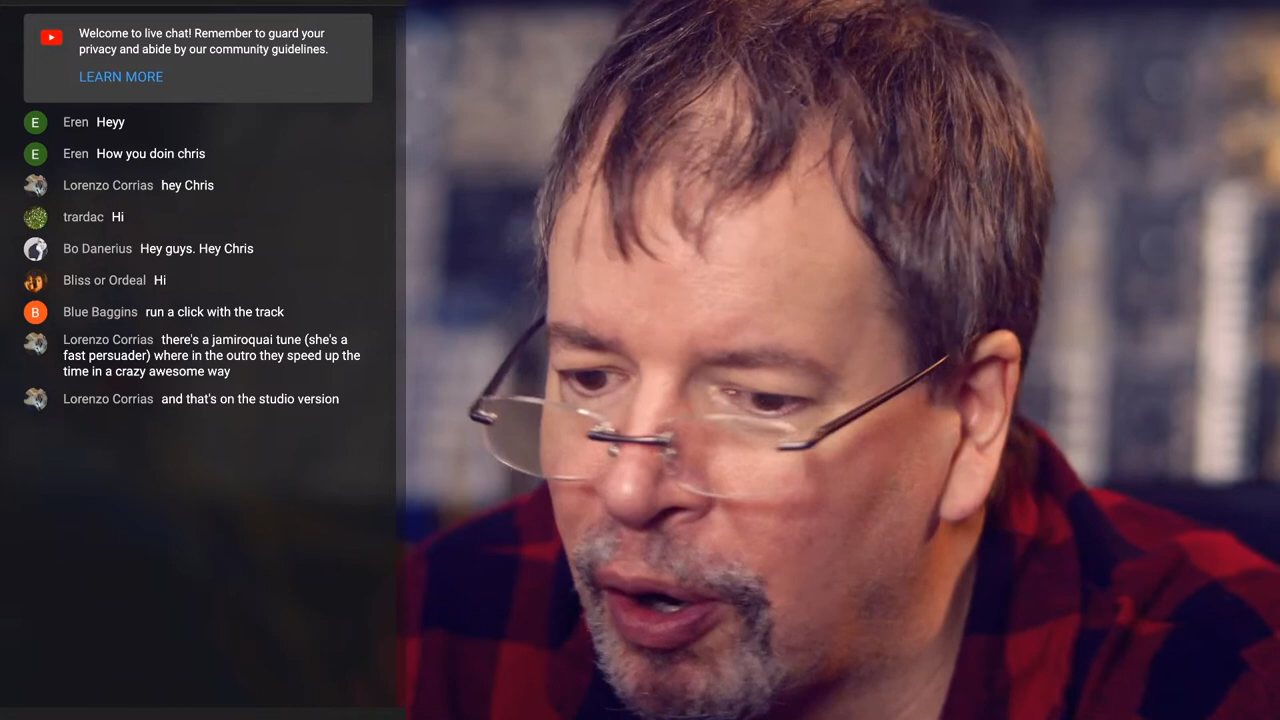 Welcome to live chat! Remember to guard your
privacy and abide by our community guidelines.
LEARN MORE
E Eren Heyy
E Eren How you doin chris
Lorenzo Corrias hey Chris
trardac Hi
Bo Danerius Hey guys. Hey Chris
Bliss or Ordeal Hi
B Blue Baggins run a click with the track
Lorenzo Corrias there's a jamiroquai tune (she's a
fast persuader) where in the outro they speed up the
time in a crazy awesome way
Lorenzo Corrias and that's on the studio version